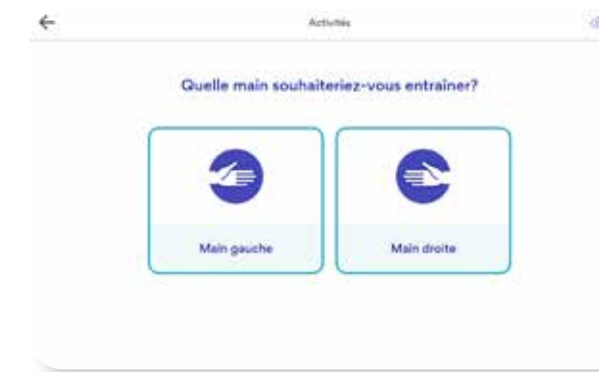 Activités
Quelle main souhaiteriez-vous entraîner?
Main gauche
Main droite